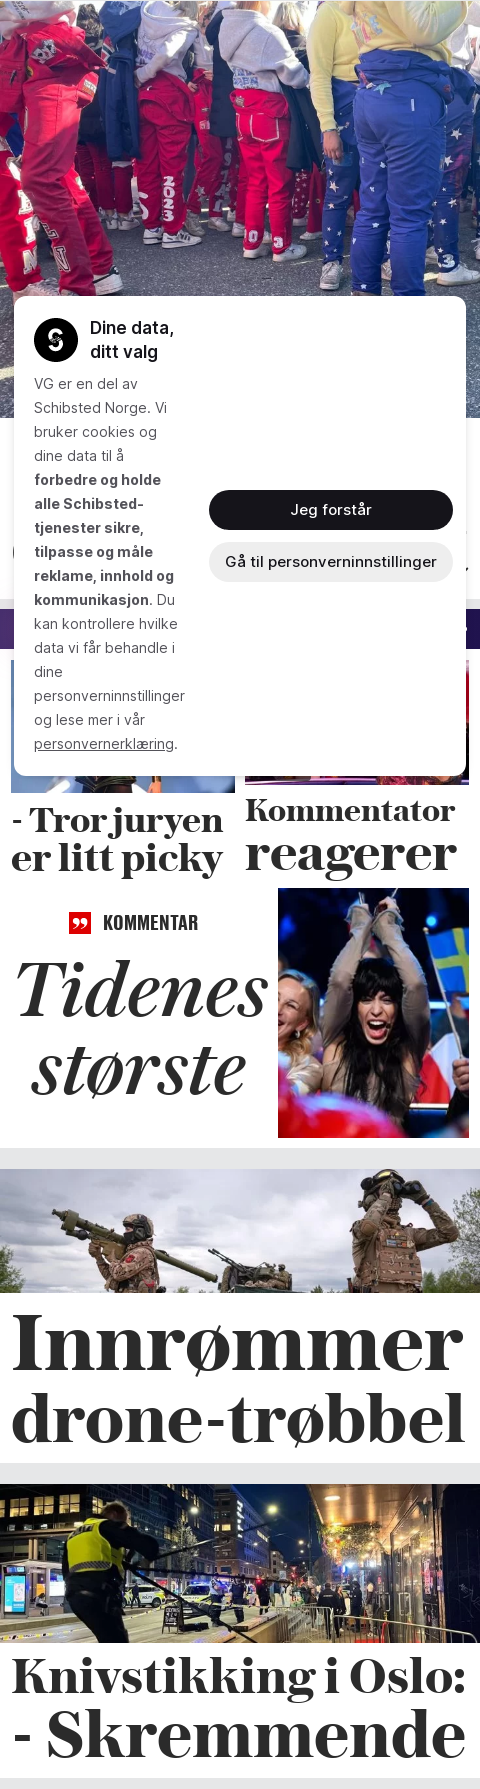 2023
03
3
Dine data,
ditt valg
VG er en del av
Schibsted Norge. Vi
bruker cookies og
dine data til å
forbedre og holde
alle Schibsted-
tjenester sikre,
tilpasse og måle
reklame, innhold og
kommunikasjon. Du
kan kontrollere hvilke
data vi får behandle i
dine
personverninnstillinger
og lese mer i vår
personvernerklæring.
Jeg forstår
Gå til personverninnstillinger
- Tror juryen
er litt picky
Kommentator
reagerer
KOMMENTAR
Tidenes
største
Innrømmer
drone-trøbbel
Knivstikking i Oslo:
- Skremmende